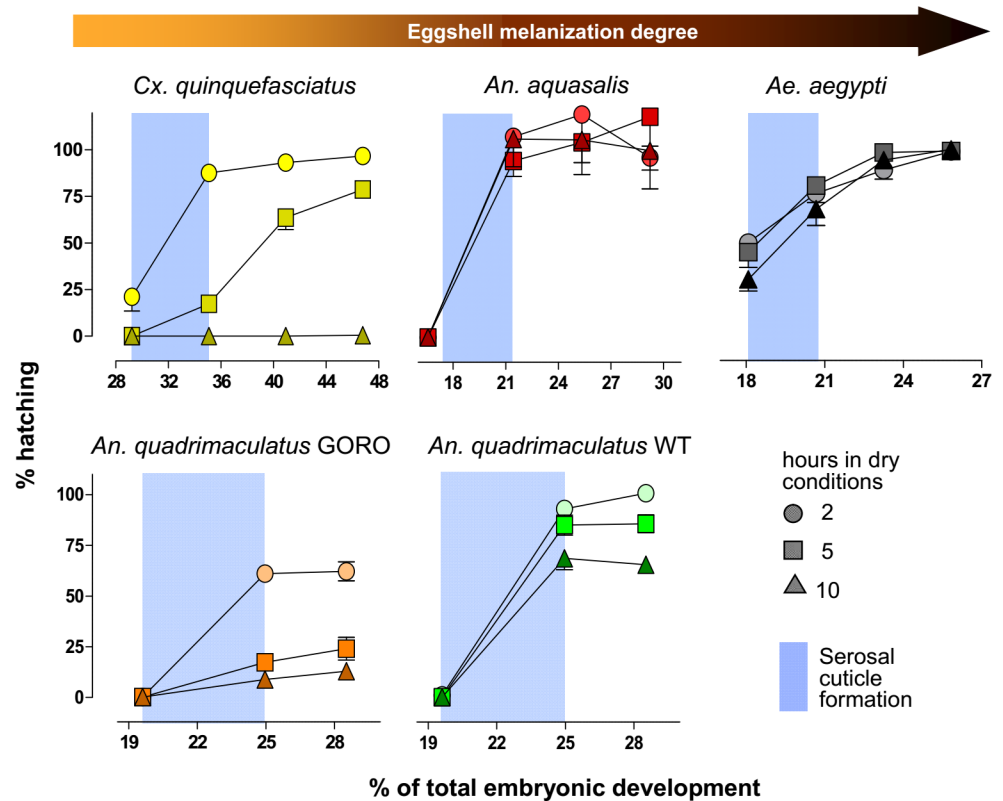 Eggshell melanization degree
Cx. quinquefasciatus
An. aquasalis
Ae. aegypti
100
75
50
25
0
28 32 36 40 44 48
18 21 24 27 30
18 21 24 27
% hatching
An. quadrimaculatus GORO
An. quadrimaculatus WT
100
75
50
25
0
19 22 25 28
19 22 25 28
hours in dry
conditions
2
5
10
Serosal
cuticle
formation
% of total embryonic development